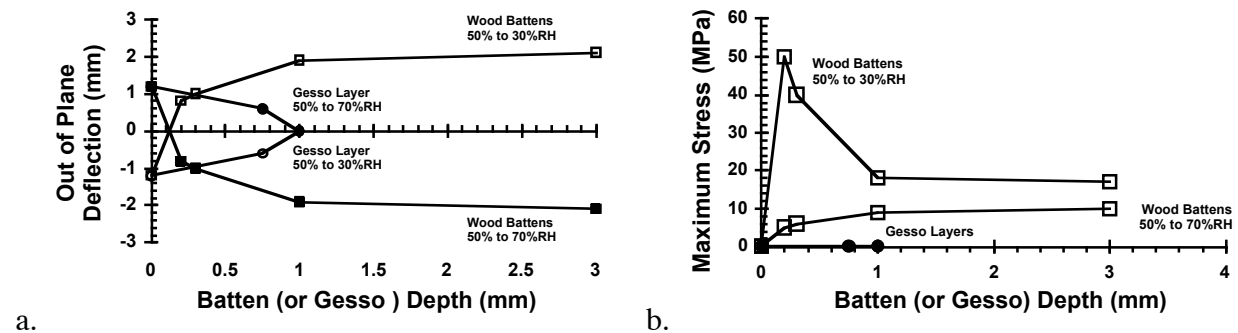 3
2
1
0
-1
-2
-3
Out of Plane
Deflection (mm)
Wood Battens
50% to 30%RH
Gesso Layer
50% to 70%RH
Gesso Layer
50% to 30%RH
Wood Battens
50% to 70%RH
0 0.5 1 1.5 2 2.5 3
Batten (or Gesso ) Depth (mm)
a.
60
50
40
30
20
10
0
Maximum Stress (MPa)
Wood Battens
50% to 30%RH
Wood Battens
50% to 70%RH
Gesso Layers
0 1 2 3 4
Batten (or Gesso) Depth (mm)
b.